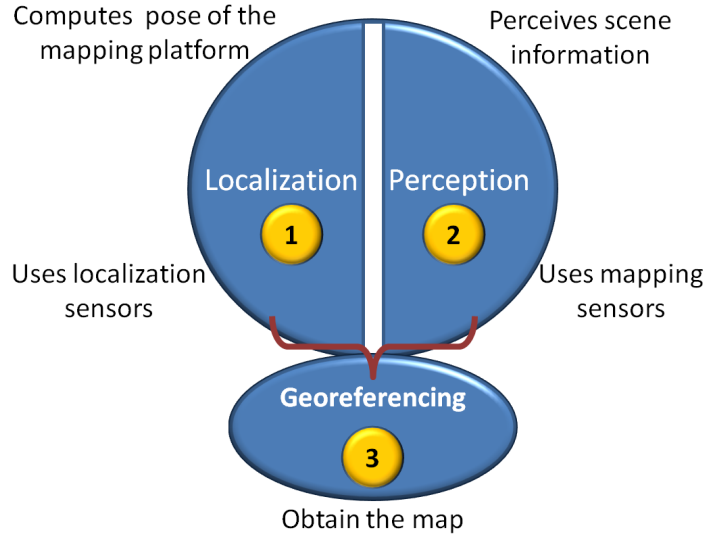 Computes pose of the
mapping platform
Perceives scene
information
Localization
Perception
1
2
Uses localization
sensors
Uses mapping
sensors
Georeferencing
3
Obtain the map